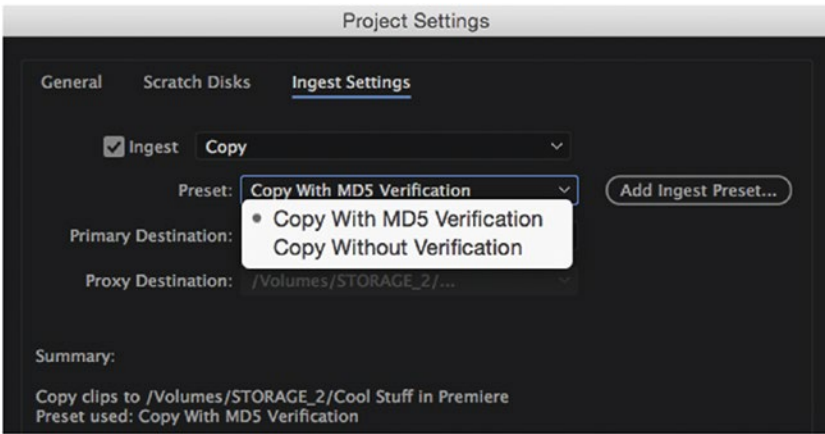 Project Settings
General Scratch Disks Ingest Settings
Ingest Copy
Preset: Copy With MD5 Verification Add Ingest Preset...
Copy With MD5 Verification
Primary Destination:
Copy Without Verification
Proxy Destination: /Volumes/STORAGE_2/...
Summary:
Copy clips to /Volumes/STORAGE_2/Cool Stuff in Premiere
Preset used: Copy With MD5 Verification